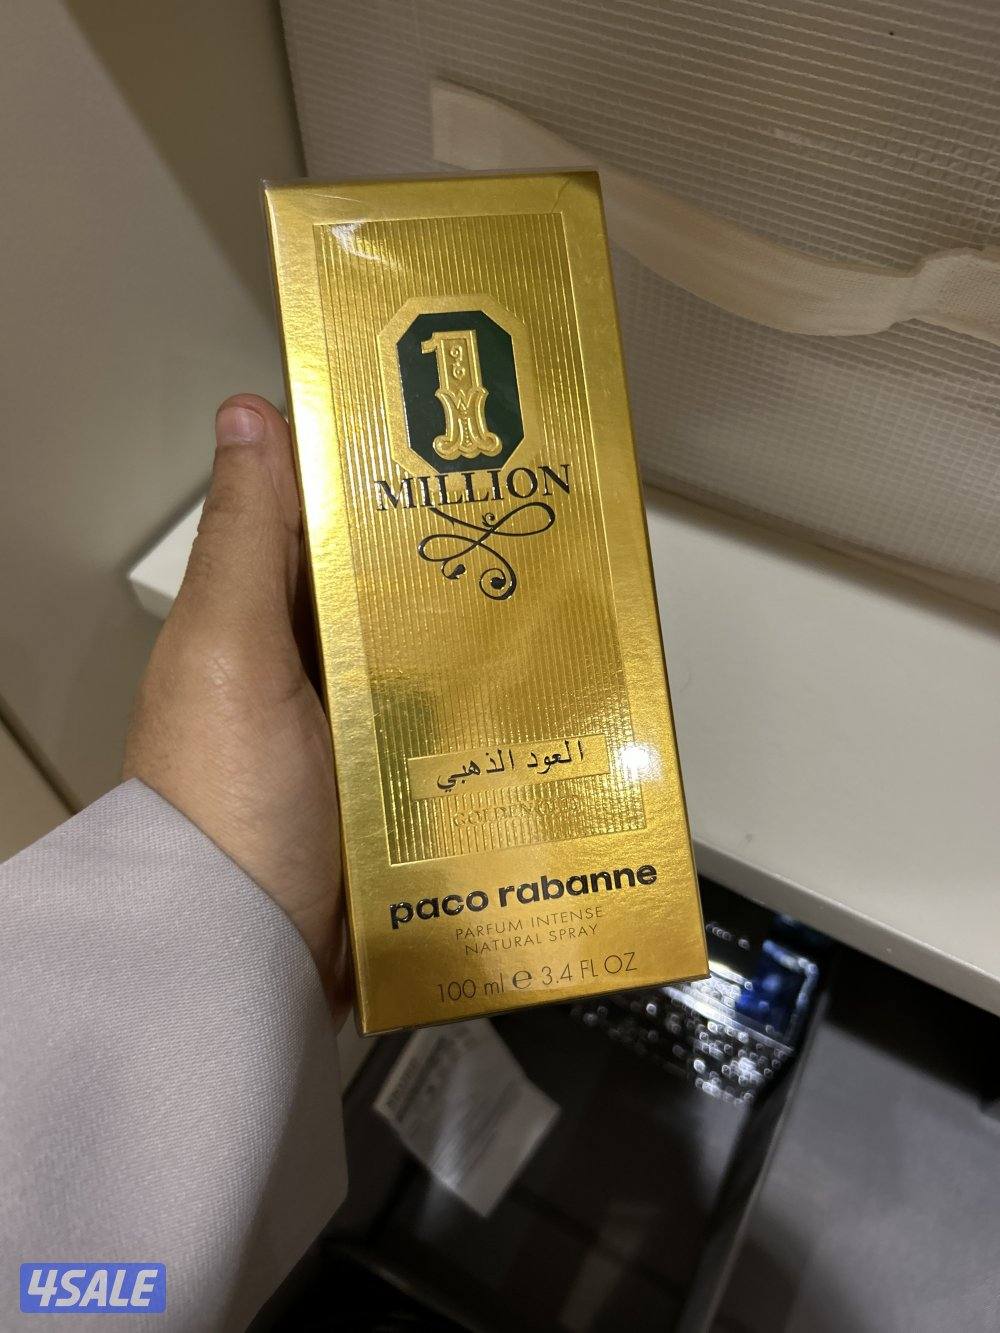 1
MILLION
العود الذهبي
GOLDEN OUD
paco rabanne
PARFUM INTENSE
NATURAL SPRAY
100 ml ℮ 3.4 FL OZ
4SALE